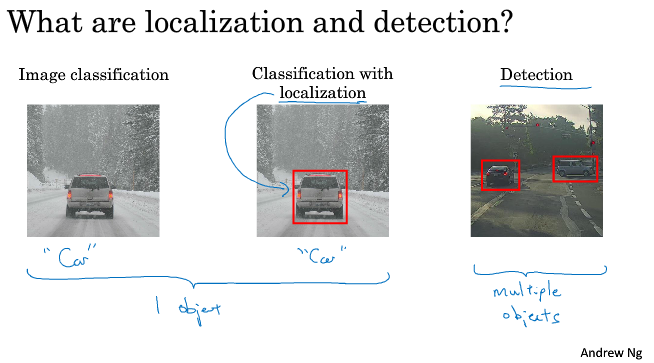 What are localization and detection?
Image classification
Classification with
localization
Detection
"Car"
"Car"
1 object
multiple
objects
Andrew Ng